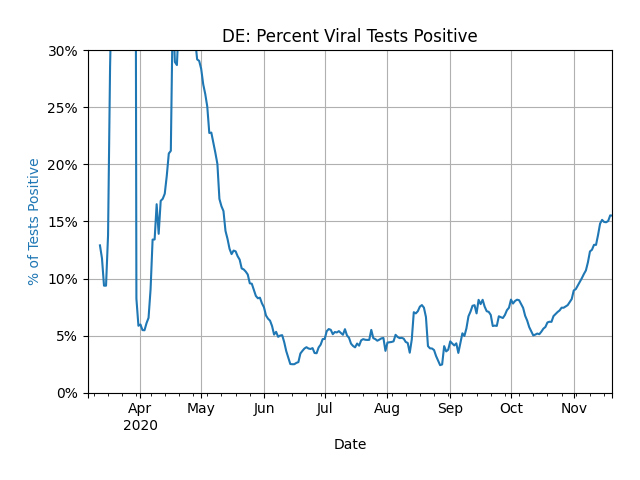 DE: Percent Viral Tests Positive
30%
25%
20%
15%
10%
5%
0%
% of Tests Positive
Apr May Jun Jul Aug Sep Oct Nov
2020
Date